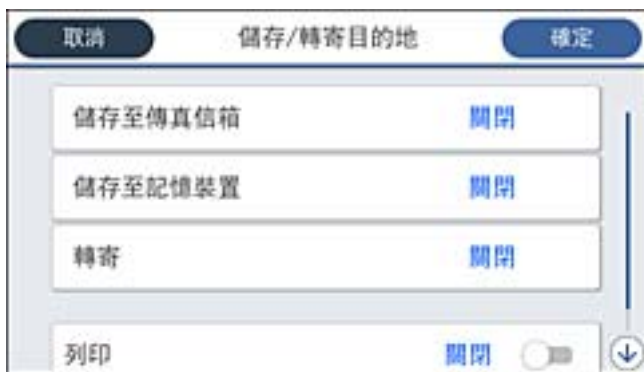 取消 儲存/轉寄目的地 確定
儲存至傳真信箱 關閉
儲存至記憶裝置 關閉
轉寄 關閉
列印 關閉